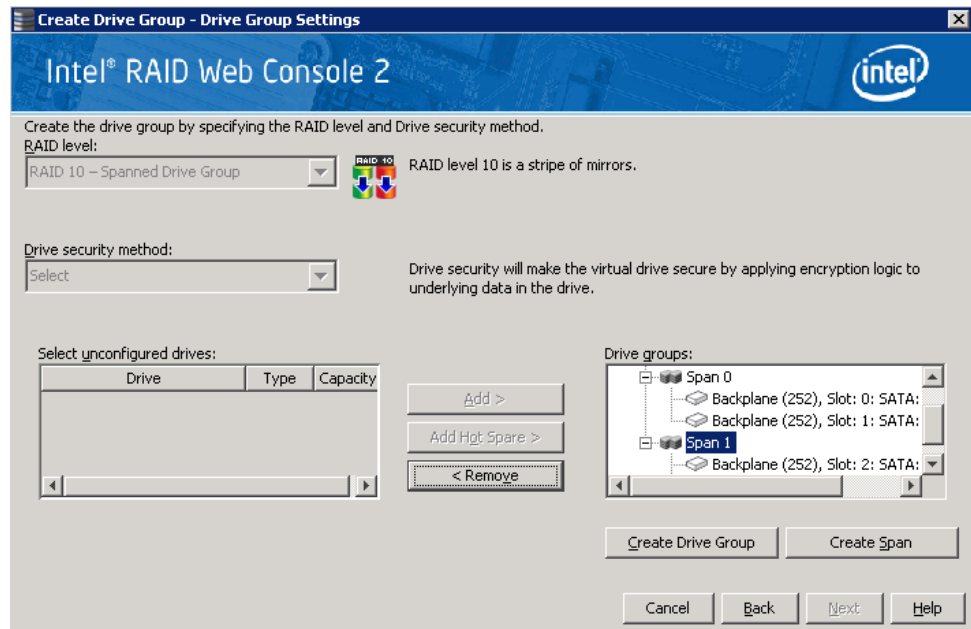 Create Drive Group - Drive Group Settings
Intel® RAID Web Console 2
intel
Create the drive group by specifying the RAID level and Drive security method.
RAID level:
RAID 10 – Spanned Drive Group
RAID 10
RAID level 10 is a stripe of mirrors.
Drive security method:
Select
Drive security will make the virtual drive secure by applying encryption logic to
underlying data in the drive.
Select unconfigured drives:
Drive Type Capacity
Add >
Add Hot Spare >
< Remove
Drive groups:
Span 0
Backplane (252), Slot: 0: SATA:
Backplane (252), Slot: 1: SATA:
Span 1
Backplane (252), Slot: 2: SATA:
Create Drive Group Create Span
Cancel Back Next Help